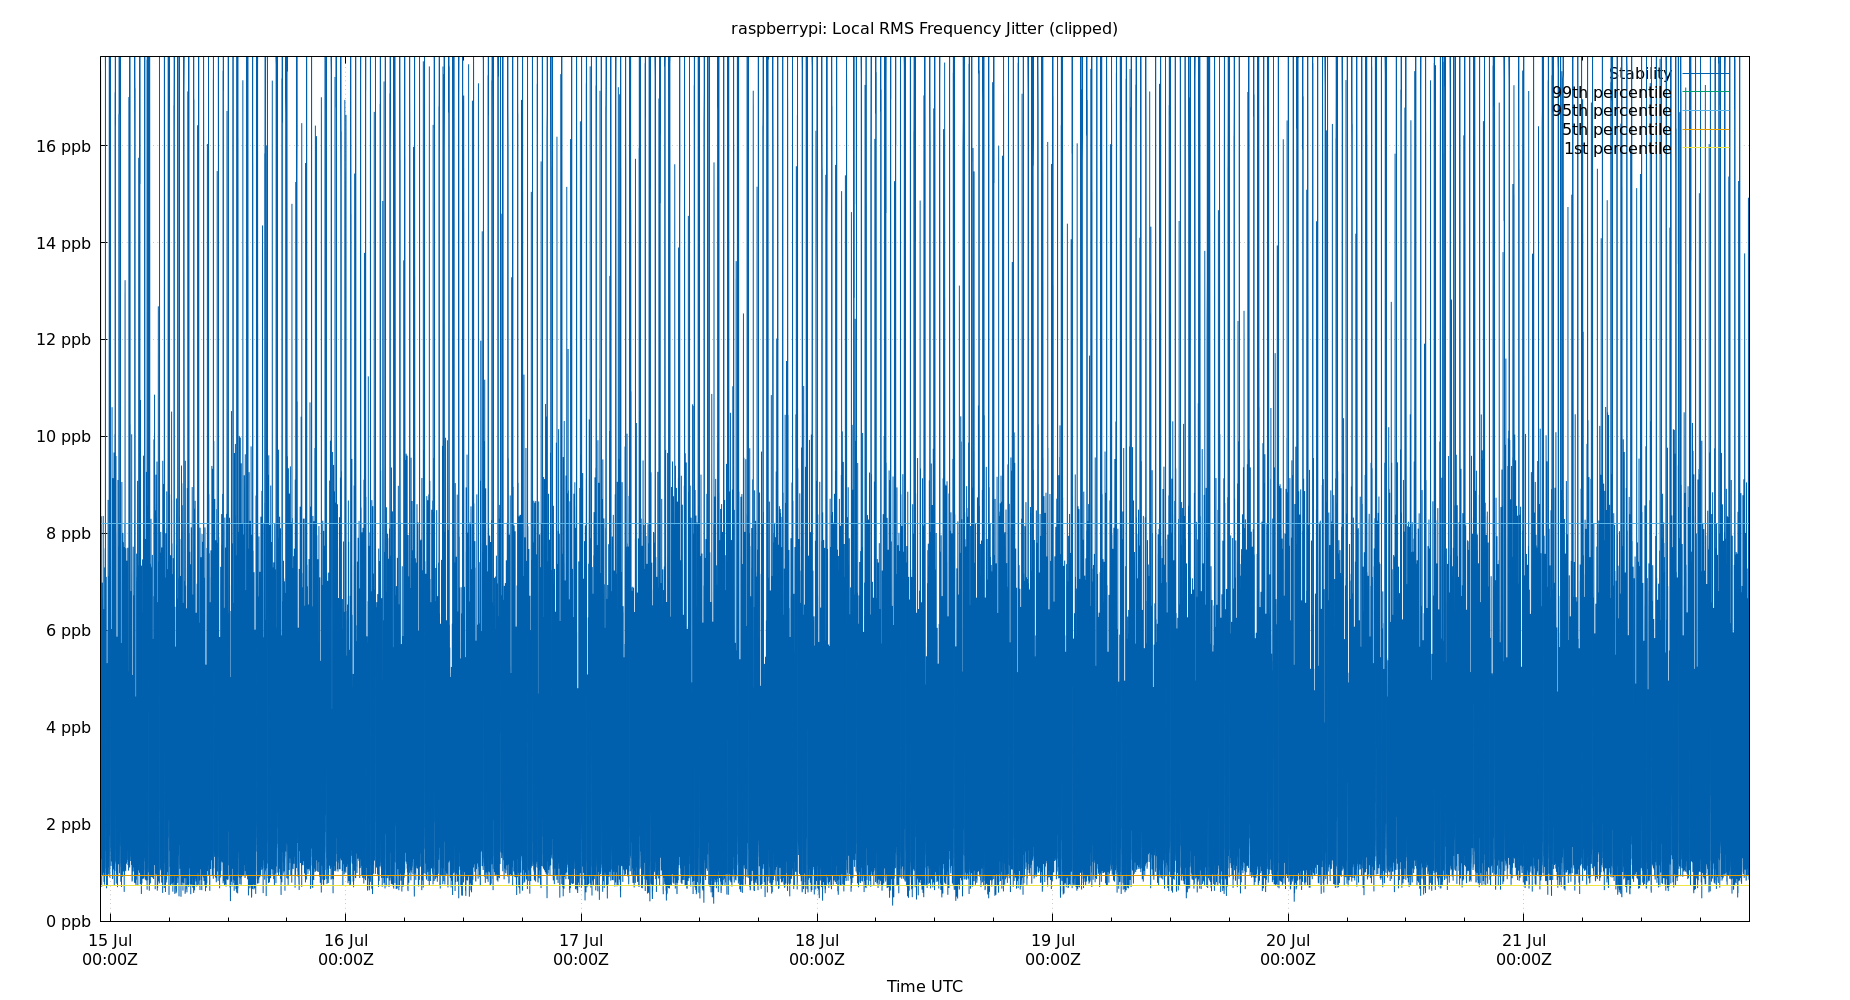 raspberrypi: Local RMS Frequency Jitter (clipped)
Stability
99th percentile
95th percentile
5th percentile
1st percentile
16 ppb
14 ppb
12 ppb
10 ppb
8 ppb
6 ppb
4 ppb
2 ppb
0 ppb
15 Jul 16 Jul 17 Jul 18 Jul 19 Jul 20 Jul 21 Jul
00:00Z 00:00Z 00:00Z 00:00Z 00:00Z 00:00Z 00:00Z
Time UTC